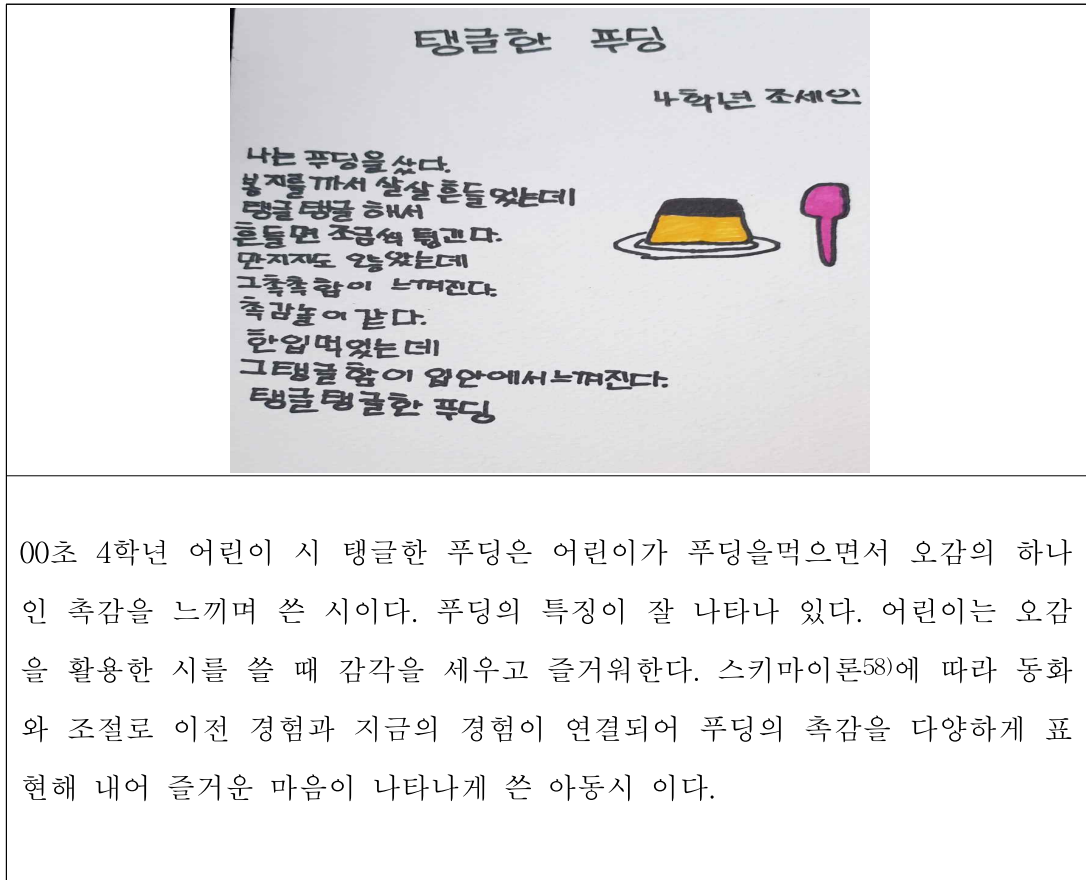 탱글한 푸딩
4학년 조세인
나는 푸딩을 샀다.
봉지를 까서 살살 흔들었는데
탱글탱글 해서
흔들면 조금씩 튕긴다.
만지지도 않았는데
그촉촉함이 느껴진다.
촉감놀이 같다.
한입먹었는데
그탱글함이 입안에서느껴진다.
탱글탱글한 푸딩
00초 4학년 어린이 시 탱글한 푸딩은 어린이가 푸딩을먹으면서 오감의 하나
인 촉감을 느끼며 쓴 시이다. 푸딩의 특징이 잘 나타나 있다. 어린이는 오감
을 활용한 시를 쓸 때 감각을 세우고 즐거워한다. 스키마이론58)에 따라 동화
와 조절로 이전 경험과 지금의 경험이 연결되어 푸딩의 촉감을 다양하게 표
현해 내어 즐거운 마음이 나타나게 쓴 아동시 이다.